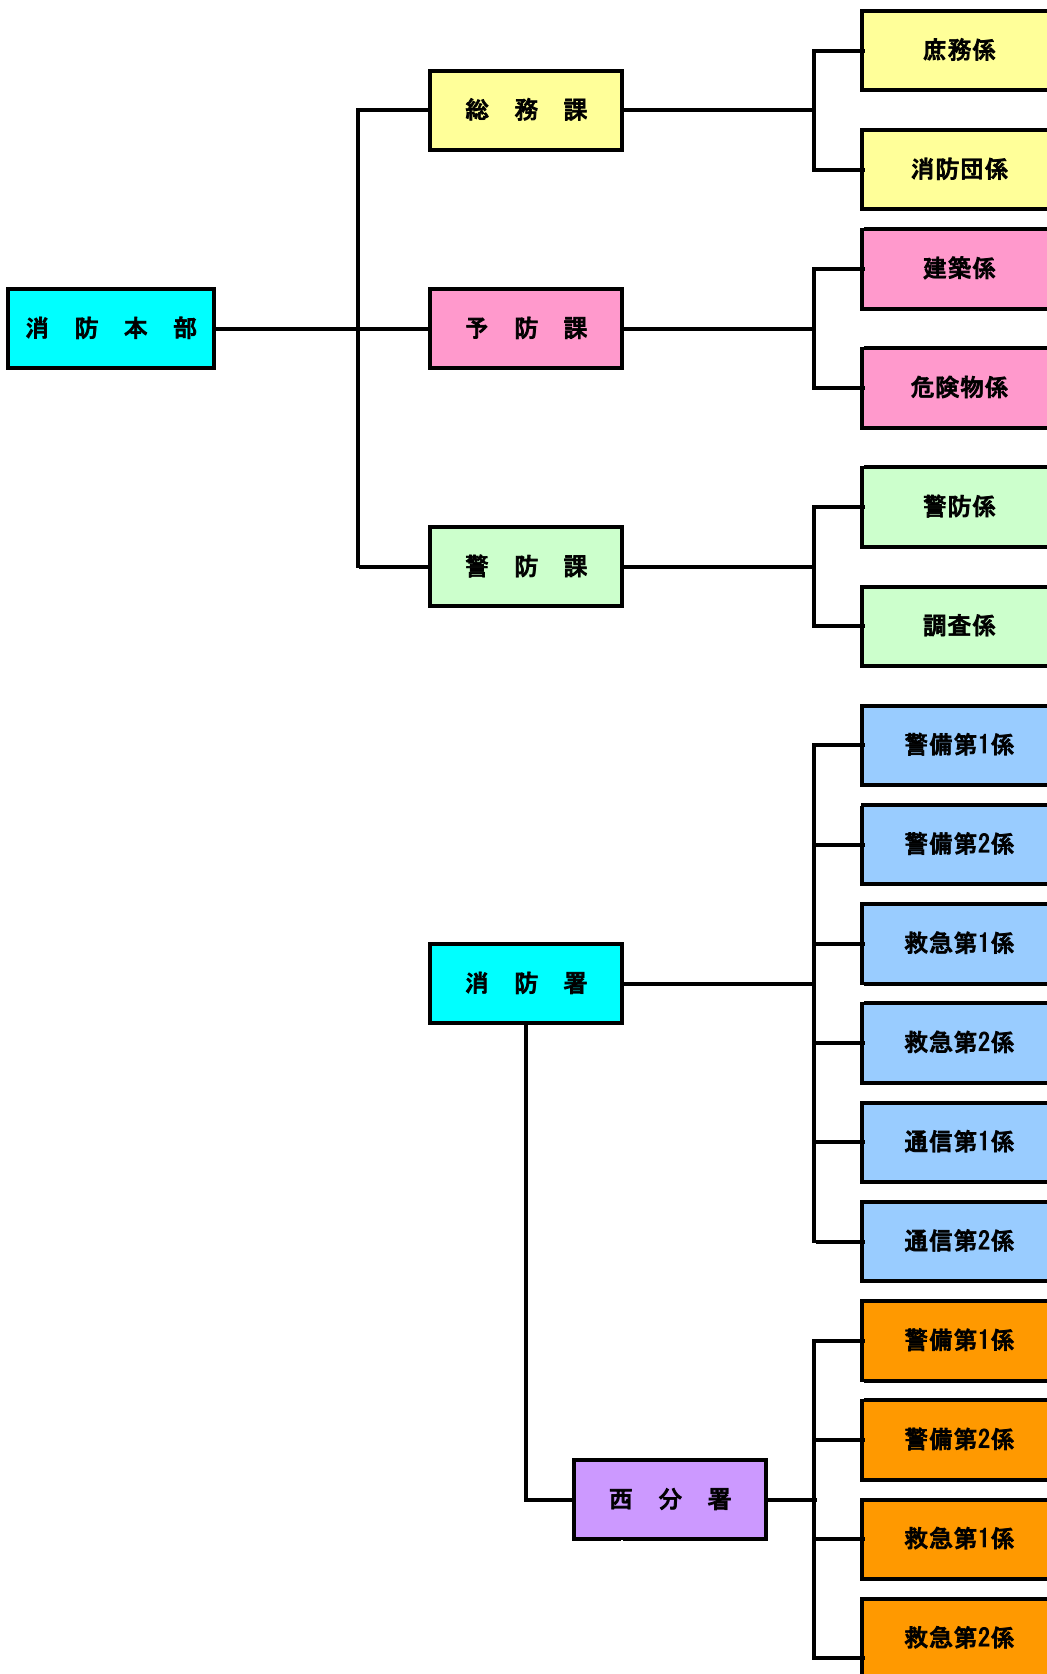 庶務係
総　務　課
消防団係
建築係
消　防　本　部
予　防　課
危険物係
警防係
警　防　課
調査係
警備第1係
警備第2係
救急第1係
消　防　署
救急第2係
通信第1係
通信第2係
警備第1係
警備第2係
西　分　署
救急第1係
救急第2係